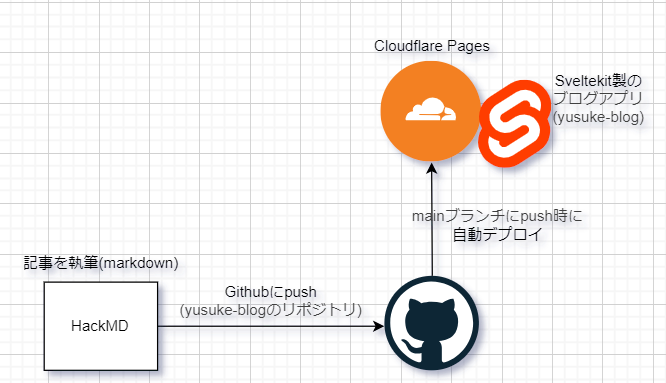 Cloudflare Pages
Sveltekit製の
ブログアプリ
(yusuke-blog)
mainブランチにpush時に
自動デプロイ
記事を執筆(markdown)
HackMD
Githubにpush
(yusuke-blogのリポジトリ)